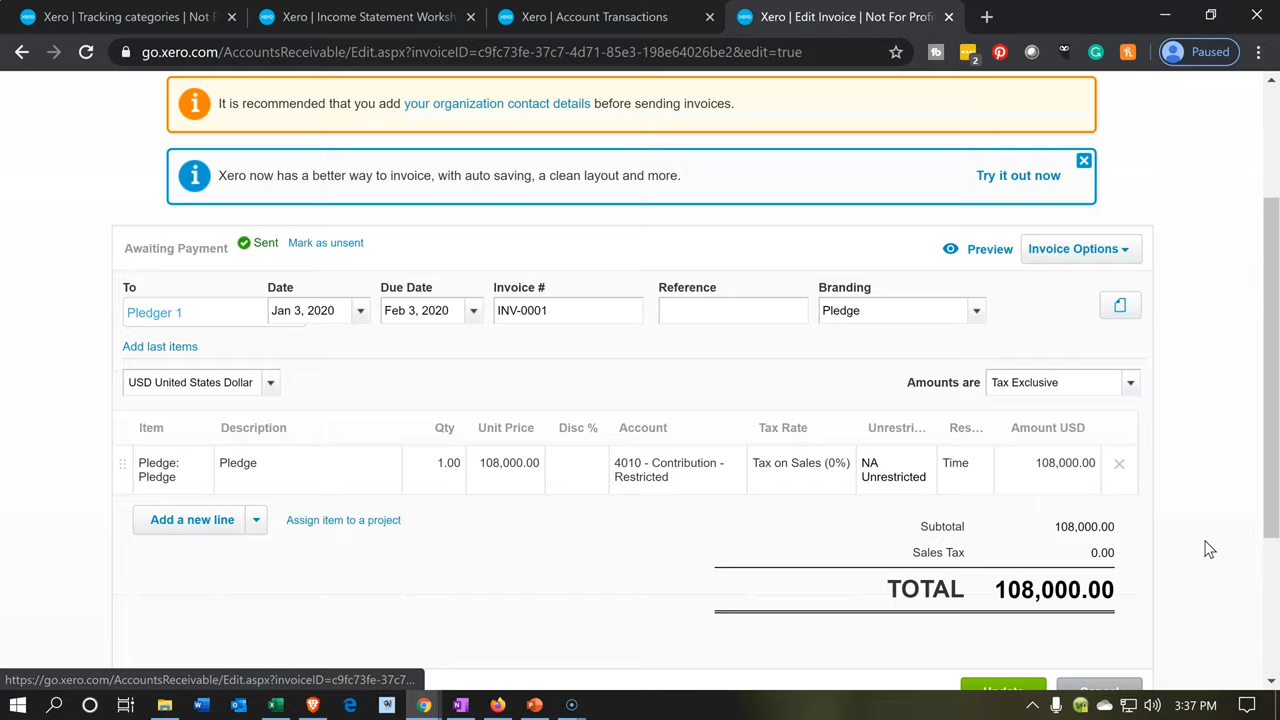 Xero | Tracking categories | Not F
Xero | Income Statement Worksh
Xero | Account Transactions
Xero | Edit Invoice | Not For Profi
go.xero.com/AccountsReceivable/Edit.aspx?invoiceID=c9fc73fe-37c7-4d71-85e3-198e64026be2&edit=true
2
Paused
It is recommended that you add your organization contact details before sending invoices.
Xero now has a better way to invoice, with auto saving, a clean layout and more.
Try it out now
Awaiting Payment Sent Mark as unsent
Preview Invoice Options
To Date Due Date Invoice # Reference Branding
Pledger 1 Jan 3, 2020 Feb 3, 2020 INV-0001 Pledge
Add last items
USD United States Dollar Amounts are Tax Exclusive
Item Description Qty Unit Price Disc % Account Tax Rate Unrestri... Res... Amount USD
Pledge: Pledge 1.00 108,000.00 4010 - Contribution - Tax on Sales (0%) NA Time 108,000.00
Pledge Restricted Unrestricted
Add a new line Assign item to a project
Subtotal 108,000.00
Sales Tax 0.00
TOTAL 108,000.00
https://go.xero.com/AccountsReceivable/Edit.aspx?invoiceID=c9fc73fe-37c7...
Update Cancel
3:37 PM